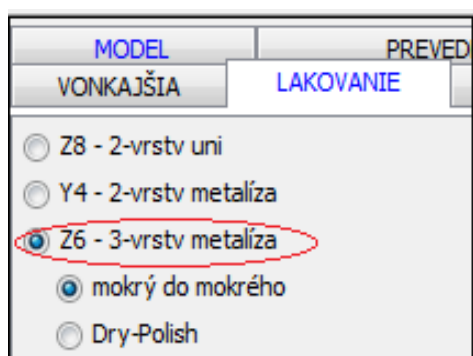 MODEL PREVED
VONKAJŠIA LAKOVANIE
Z8 - 2-vrstv uni
Y4 - 2-vrstv metalíza
Z6 - 3-vrstv metalíza
mokrý do mokrého
Dry-Polish